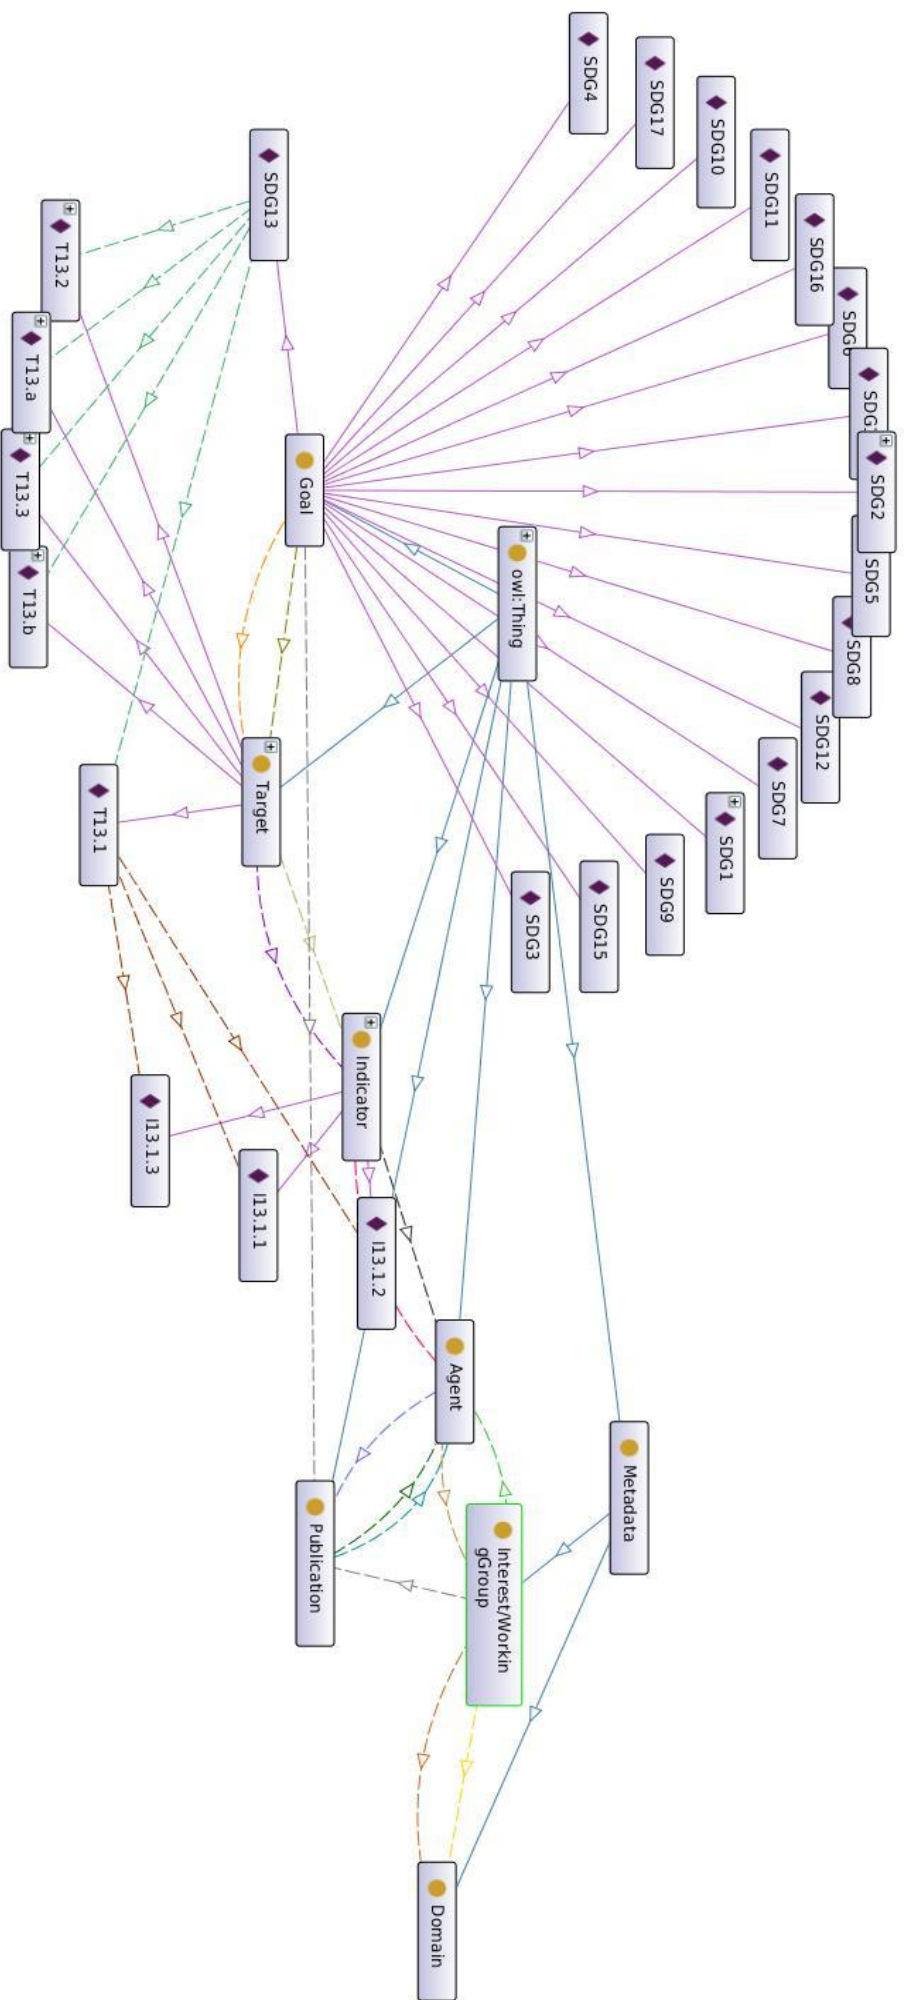 SDG4
SDG17
SDG10
SDG11
SDG16
SDG2
SDG5
SDG8
SDG12
SDG7
SDG1
SDG9
SDG15
SDG3
SDG13
T13.2
T13.a
T13.3
T13.b
Goal
owl:Thing
Target
T13.1
Indicator
I13.1.3
I13.1.1
I13.1.2
Agent
Metadata
Publication
Interest/Workin
gGroup
Domain